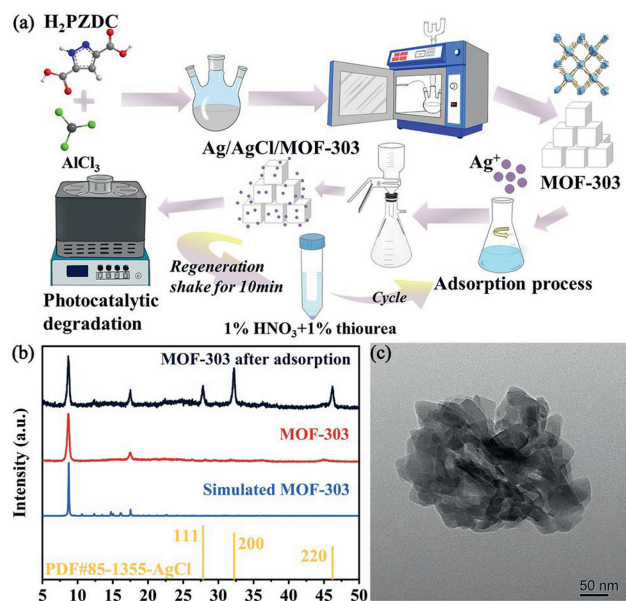 (a)
H₂PZDC
AlCl₃
Ag/AgCl/MOF-303
Ag⁺
MOF-303
Photocatalytic
degradation
Regeneration
shake for 10min
Cycle
Adsorption process
1% HNO₃+1% thiourea
(b)
Intensity (a.u.)
MOF-303 after adsorption
MOF-303
Simulated MOF-303
111
200
220
PDF#85-1355-AgCl
5 10 15 20 25 30 35 40 45 50
(c)
50 nm